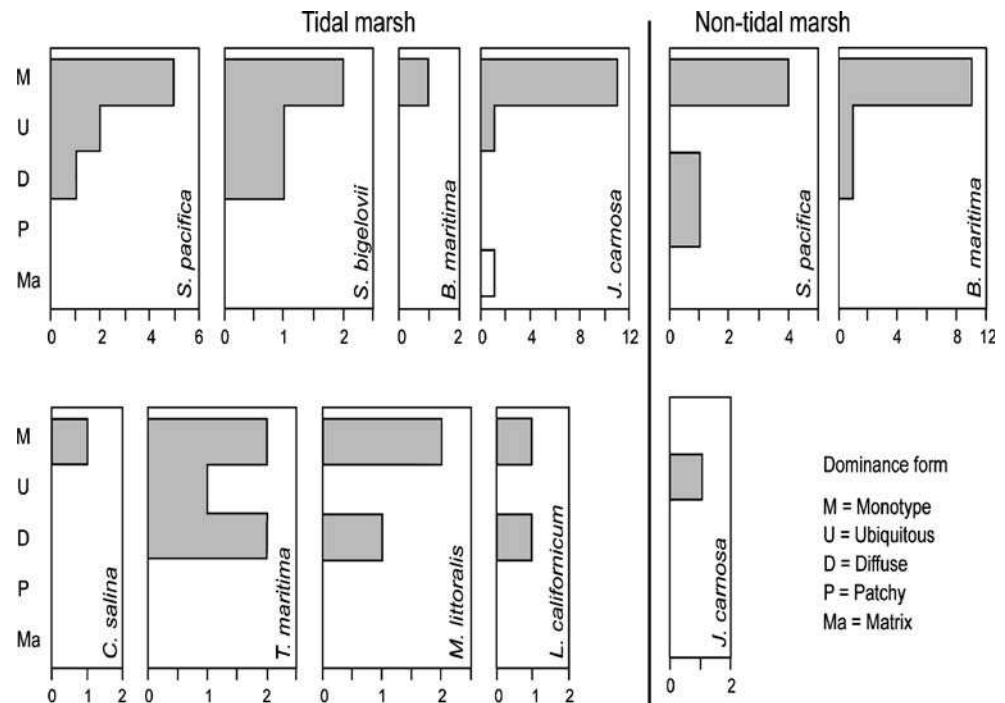 Tidal marsh Non-tidal marsh
M
U
D
P
Ma
S. pacifica
S. bigelovii
B. maritima
J. carnosa
S. pacifica
B. maritima
0 2 4 6 0 1 2 0 2 0 4 8 12 0 2 4 0 2 4 6 8 10
M
U
D
P
Ma
C. salina
T. maritima
M. littoralis
L. californicum
J. carnosa
0 1 2 0 1 2 0 1 2 0 1 2 0 2
Dominance form
M = Monotype
U = Ubiquitous
D = Diffuse
P = Patchy
Ma = Matrix